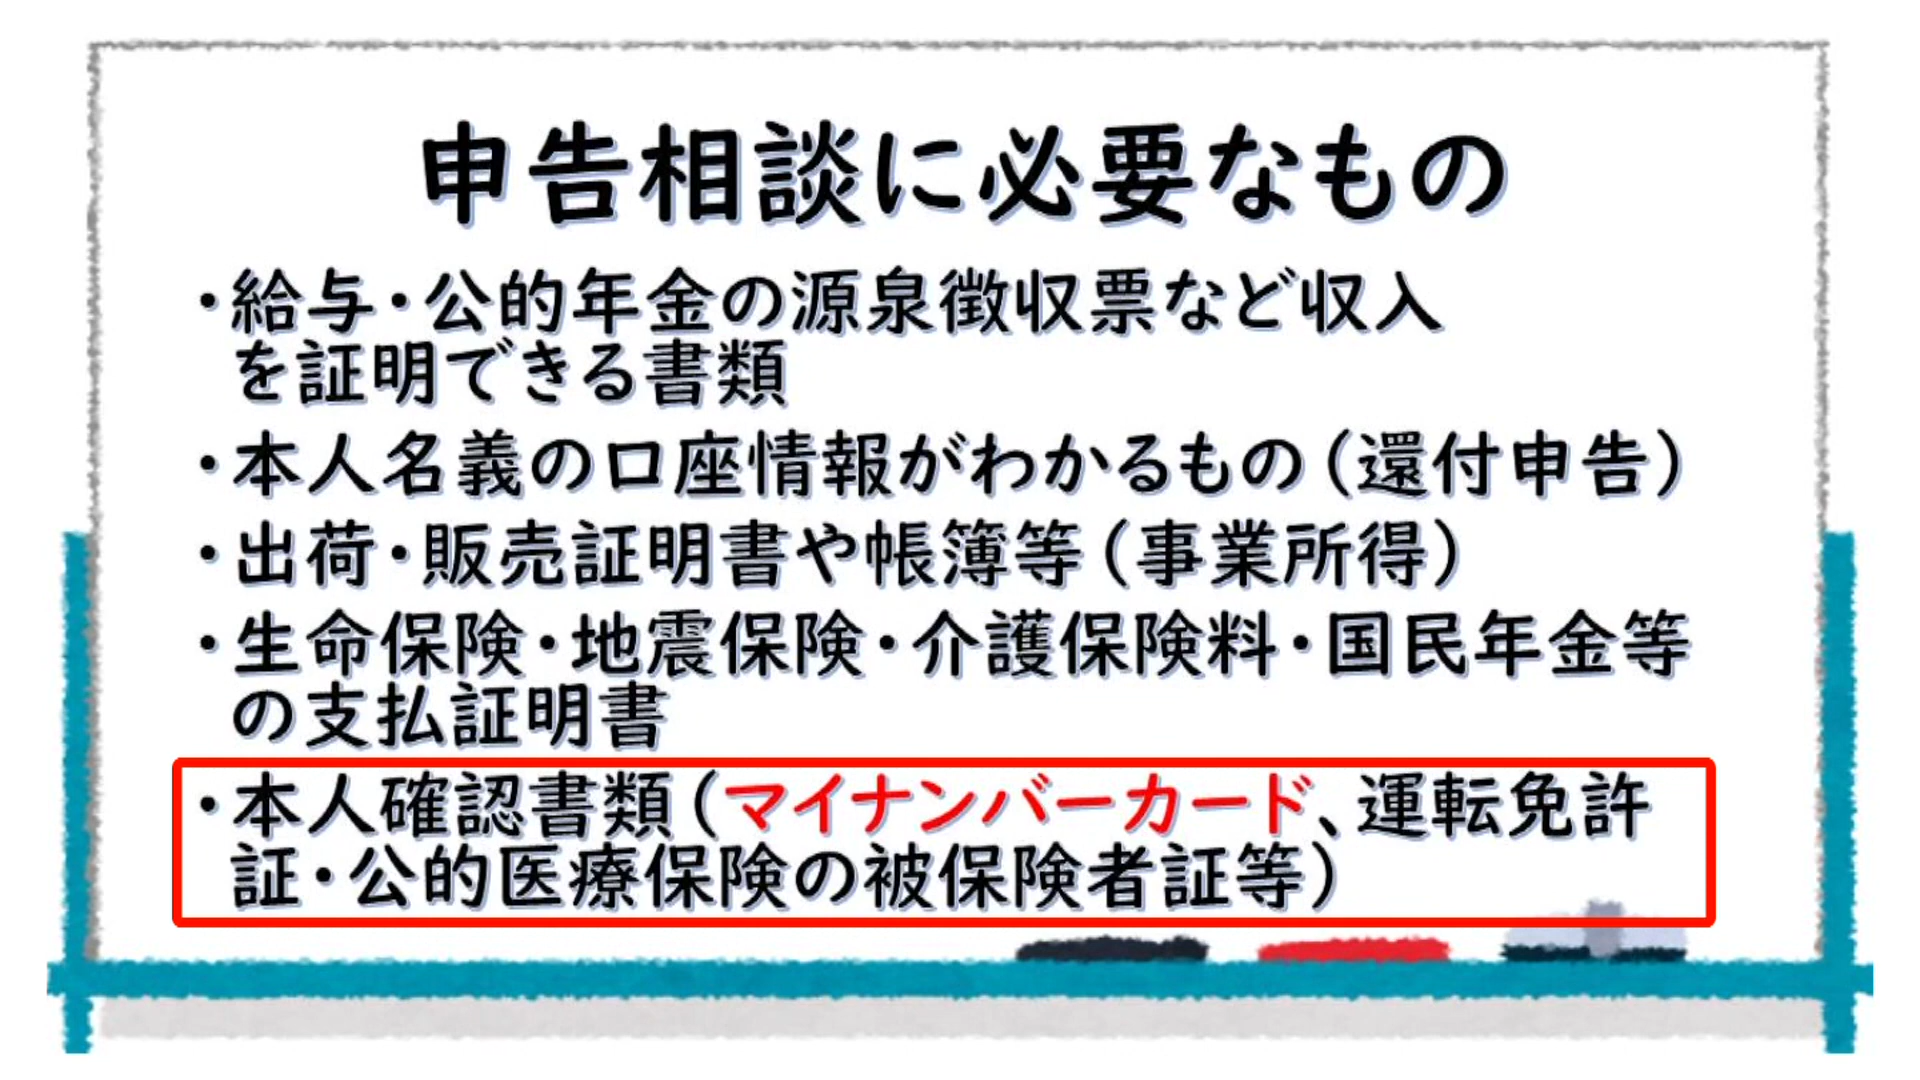 申告相談に必要なもの
・給与・公的年金の源泉徴収票など収入
を証明できる書類
・本人名義の口座情報がわかるもの（還付申告）
・出荷・販売証明書や帳簿等（事業所得）
・生命保険・地震保険・介護保険料・国民年金等
の支払証明書
・本人確認書類（マイナンバーカード、運転免許
証・公的医療保険の被保険者証等）